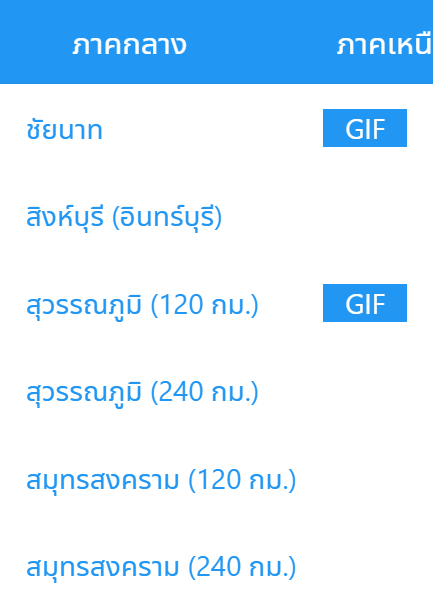 ภาคกลาง ภาคเหนื
ชัยนาท GIF
สิงห์บุรี (อินทร์บุรี)
สุวรรณภูมิ (120 กม.) GIF
สุวรรณภูมิ (240 กม.)
สมุทรสงคราม (120 กม.)
สมุทรสงคราม (240 กม.)